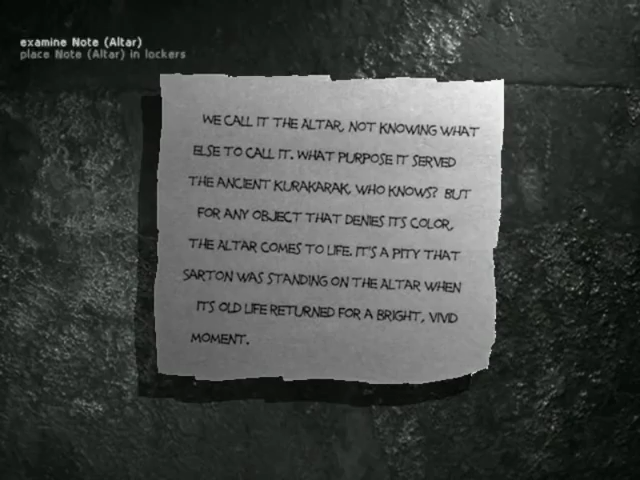 examine Note (Altar)
place Note (Altar) in lockers
WE CALL IT THE ALTAR, NOT KNOWING WHAT
ELSE TO CALL IT. WHAT PURPOSE IT SERVED
THE ANCIENT KURAKARAK, WHO KNOWS? BUT
FOR ANY OBJECT THAT DENIES ITS COLOR,
THE ALTAR COMES TO LIFE. IT'S A PITY THAT
SARTON WAS STANDING ON THE ALTAR WHEN
ITS OLD LIFE RETURNED FOR A BRIGHT, VIVID
MOMENT.